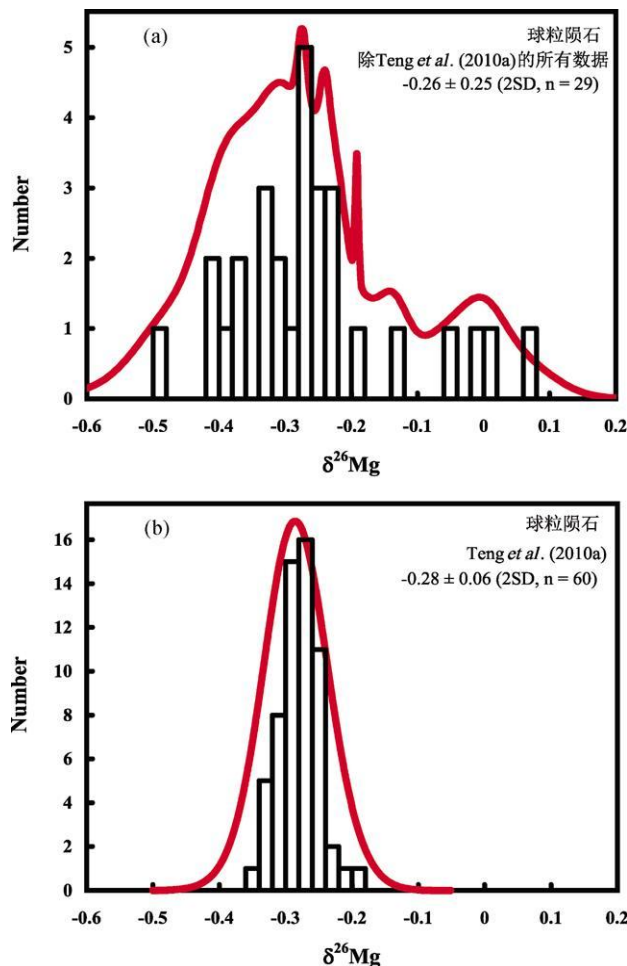 (a)
球粒陨石
除Teng et al. (2010a)的所有数据
-0.26 ± 0.25 (2SD, n = 29)
5
4
3
2
1
0
Number
-0.6 -0.5 -0.4 -0.3 -0.2 -0.1 0 0.1 0.2
δ²⁶Mg
(b)
球粒陨石
Teng et al. (2010a)
-0.28 ± 0.06 (2SD, n = 60)
16
14
12
10
8
6
4
2
0
Number
-0.6 -0.5 -0.4 -0.3 -0.2 -0.1 0 0.1 0.2
δ²⁶Mg